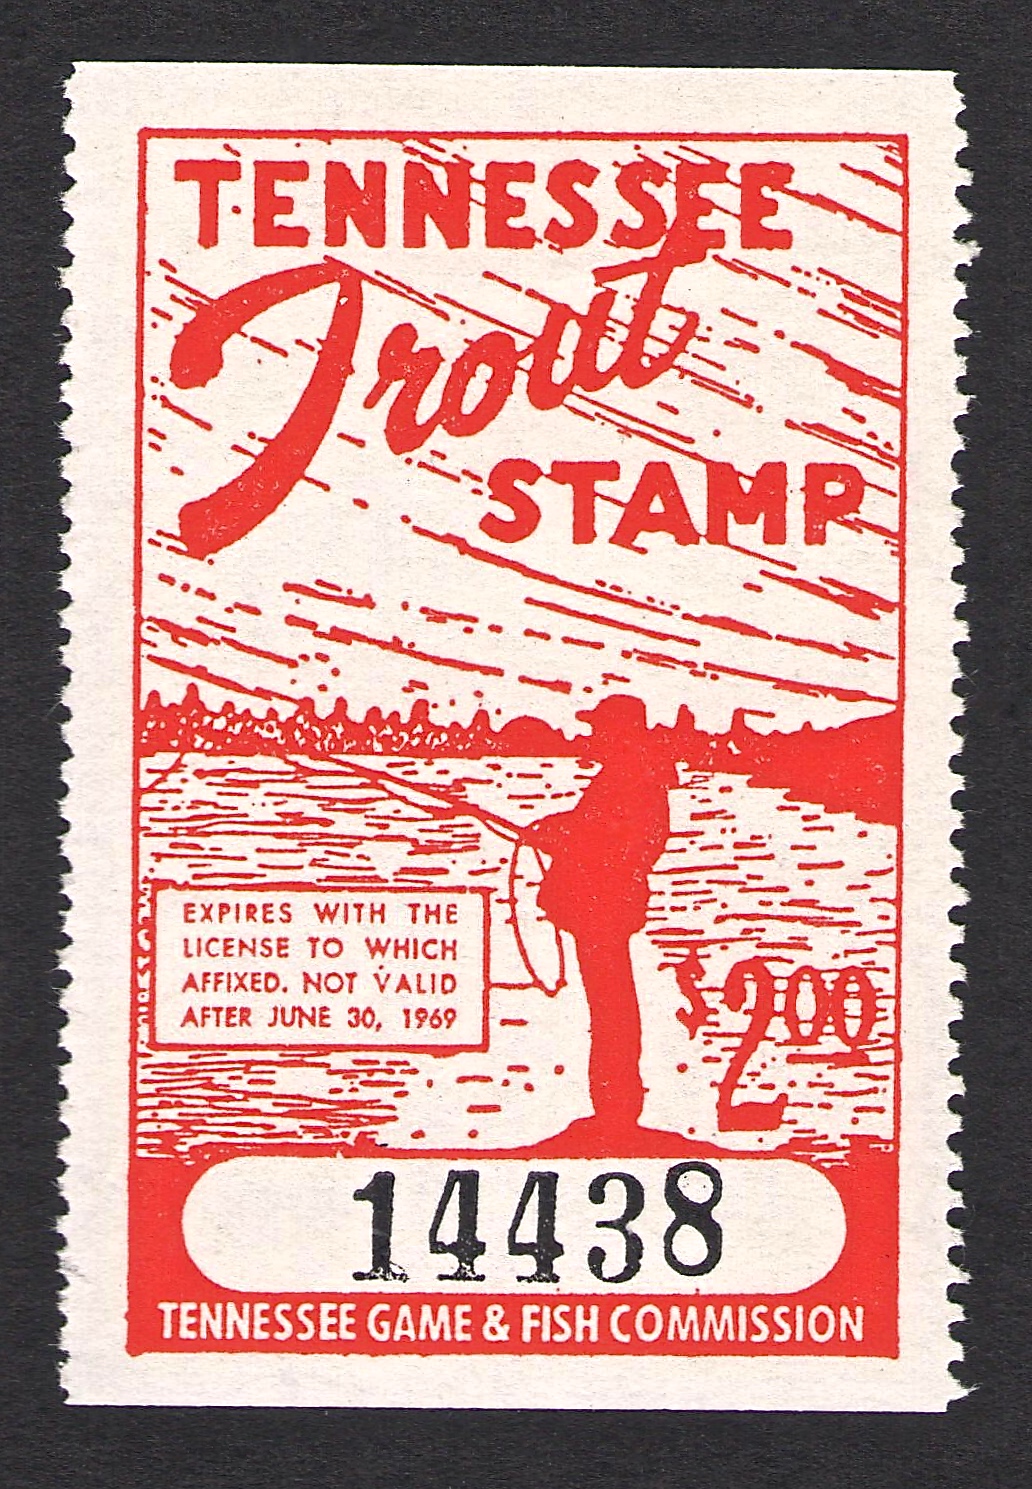 TENNESSEE
Trout
STAMP
EXPIRES WITH THE
LICENSE TO WHICH
AFFIXED. NOT VALID
AFTER JUNE 30, 1969
$2.00
14438
TENNESSEE GAME & FISH COMMISSION